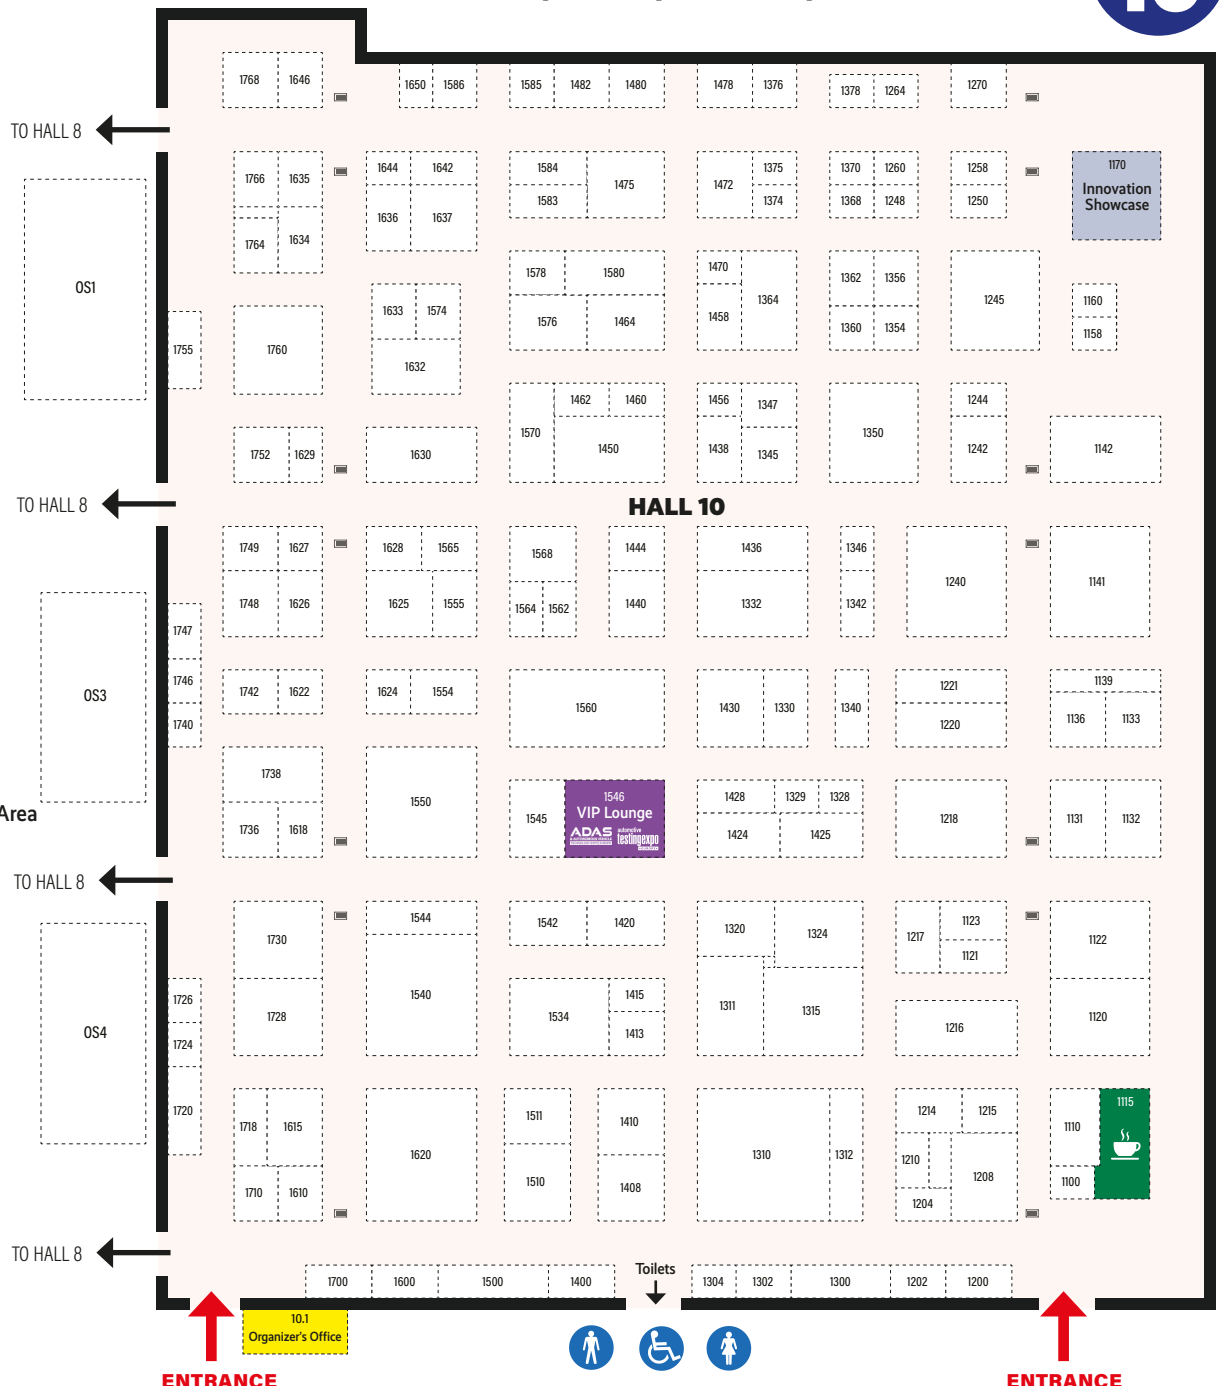 1768 1646 1650 1586 1585 1482 1480 1478 1376 1378 1264 1270
TO HALL 8
1766 1635 1644 1642 1584 1475 1472 1375 1370 1260 1258 1170
Innovation
Showcase
1636 1637 1583 1374 1368 1248 1250
1764 1634
1578 1580 1470 1364 1362 1356 1245
OS1
1633 1574 1576 1464 1458 1360 1354 1160
1158
1755 1760 1632
1462 1460 1456 1347 1350 1244
1570 1450 1438 1345 1242 1142
1752 1629 1630
TO HALL 8
HALL 10
1749 1627 1628 1565 1568 1444 1436 1346 1240 1141
1748 1626 1625 1555 1564 1562 1440 1332 1342
1747
1746
1740
OS3
1742 1622 1624 1554 1560 1430 1330 1340 1221 1139
1220 1136 1133
1738 1550 1545 1546
VIP Lounge
ADAS
automotive
testingexpo
1428 1329 1328 1218 1131 1132
1424 1425
Area
1736 1618
TO HALL 8
1730 1544 1542 1420 1320 1324 1217 1123 1122
1121
1728 1540 1534 1415 1311 1315 1216 1120
1413
1726
1724
1720
OS4
1718 1615 1620 1511 1410 1310 1312 1214 1215 1110 1115
1710 1610 1510 1408 1210 1208 1100
1204
TO HALL 8
Toilets
1700 1600 1500 1400 1304 1302 1300 1202 1200
10.1
Organizer's Office
ENTRANCE ENTRANCE